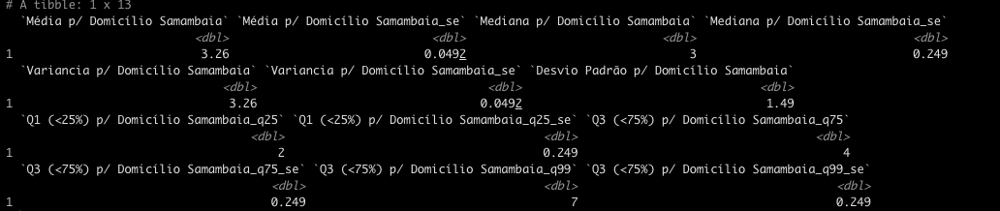 # A tibble: 1 x 13
`Média p/ Domicílio Samambaia` `Média p/ Domicílio Samambaia_se` `Mediana p/ Domicílio Samambaia` `Mediana p/ Domicílio Samambaia_se`
<dbl> <dbl> <dbl> <dbl>
1 3.26 0.0492 3 0.249
`Variancia p/ Domicílio Samambaia` `Variancia p/ Domicílio Samambaia_se` `Desvio Padrão p/ Domicílio Samambaia`
<dbl> <dbl> <dbl>
1 3.26 0.0492 1.49
`Q1 (<25%) p/ Domicílio Samambaia_q25` `Q1 (<25%) p/ Domicílio Samambaia_q25_se` `Q3 (<75%) p/ Domicílio Samambaia_q75`
<dbl> <dbl> <dbl>
1 2 0.249 4
`Q3 (<75%) p/ Domicílio Samambaia_q75_se` `Q3 (<75%) p/ Domicílio Samambaia_q99` `Q3 (<75%) p/ Domicílio Samambaia_q99_se`
<dbl> <dbl> <dbl>
1 0.249 7 0.249